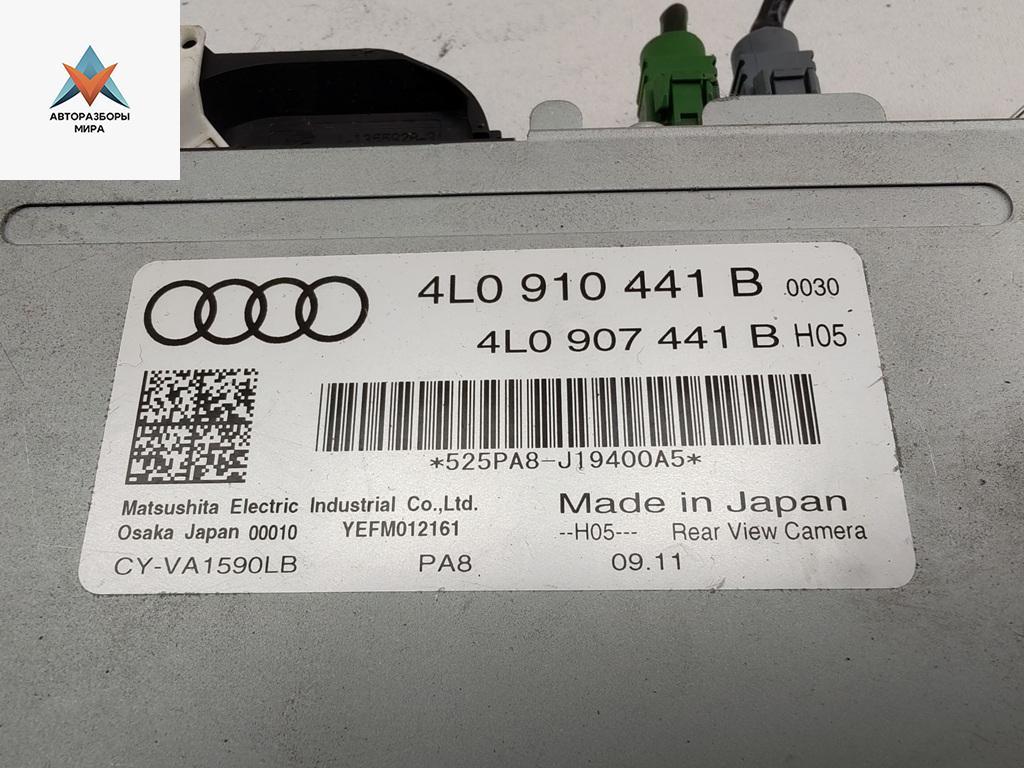 АВТОРАЗБОРЫ
МИРА
4L0 910 441 B 0030
4L0 907 441 B H05
*525PA8-J19400A5*
Matsushita Electric Industrial Co.,Ltd.
Osaka Japan 00010 YEFM012161
Made in Japan
--H05--- Rear View Camera
CY-VA1590LB PA8 09.11